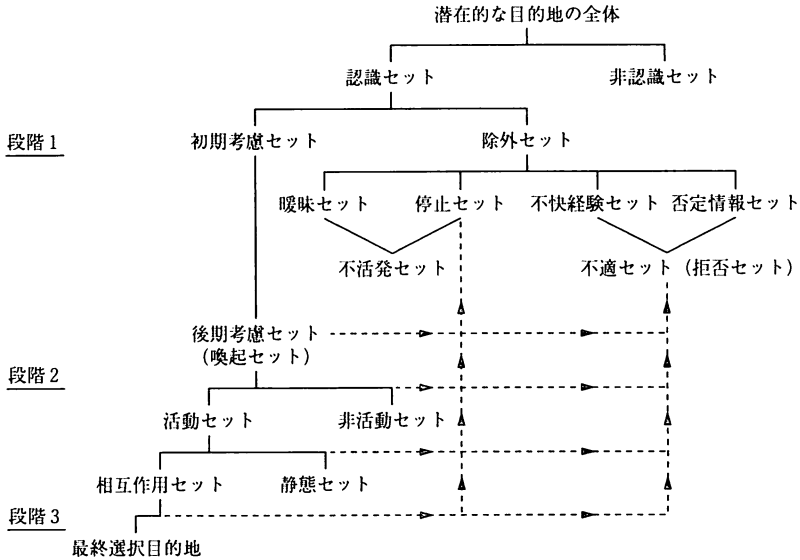 潜在的な目的地の全体
認識セット
非認識セット
段階1
初期考慮セット
除外セット
曖昧セット
停止セット
不快経験セット
否定情報セット
不活発セット
不適セット（拒否セット）
後期考慮セット
（喚起セット）
段階2
活動セット
非活動セット
相互作用セット
静態セット
段階3
最終選択目的地